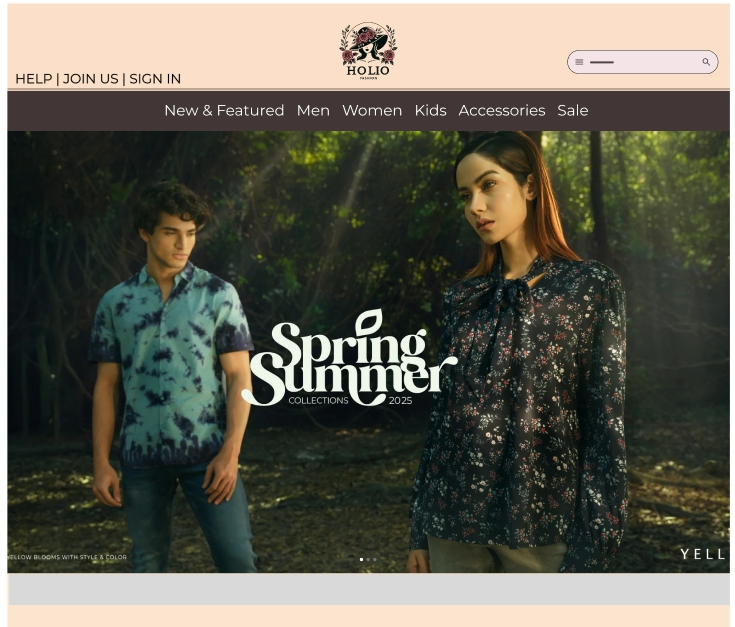 HOLIO
FASHION
HELP | JOIN US | SIGN IN
New & Featured Men Women Kids Accessories Sale
Spring
Summer
COLLECTIONS 2025
YELLOW BLOOMS WITH STYLE & COLOR
YELL